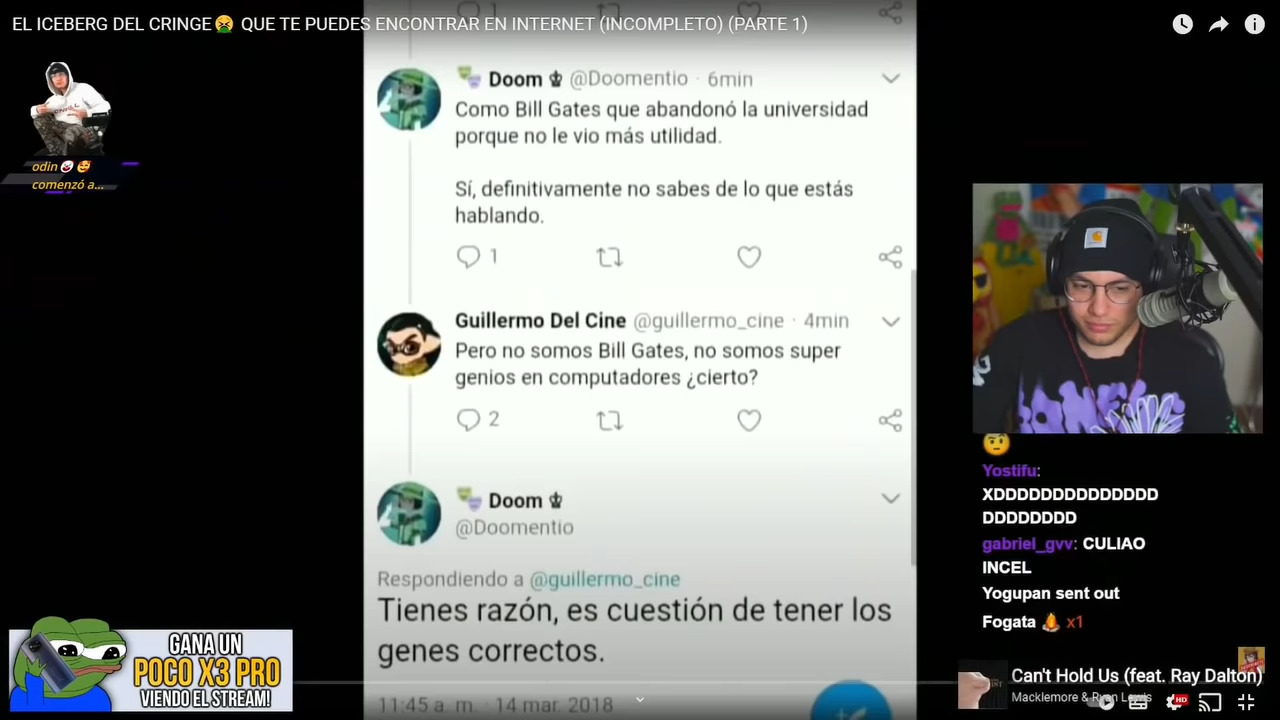 EL ICEBERG DEL CRINGE🤮 QUE TE PUEDES ENCONTRAR EN INTERNET (INCOMPLETO) (PARTE 1)
odin🤡🥰
comenzó a...
Doom ♚ @Doomentio · 6min
Como Bill Gates que abandonó la universidad
porque no le vio más utilidad.
Sí, definitivamente no sabes de lo que estás
hablando.
1
Guillermo Del Cine @guillermo_cine · 4min
Pero no somos Bill Gates, no somos super
genios en computadores ¿cierto?
2
Doom ♚
@Doomentio
Respondiendo a @guillermo_cine
Tienes razón, es cuestión de tener los
genes correctos.
11:45 a. m. 14 mar. 2018
🤨
Yostifu:
XDDDDDDDDDDDDDD
DDDDDDDD
gabriel_gvv: CULIAO
INCEL
Yogupan sent out
Fogata 🔥 x1
Can't Hold Us (feat. Ray Dalton)
Macklemore & Ryan Lewis
HD
GANA UN
POCO X3 PRO
VIENDO EL STREAM!